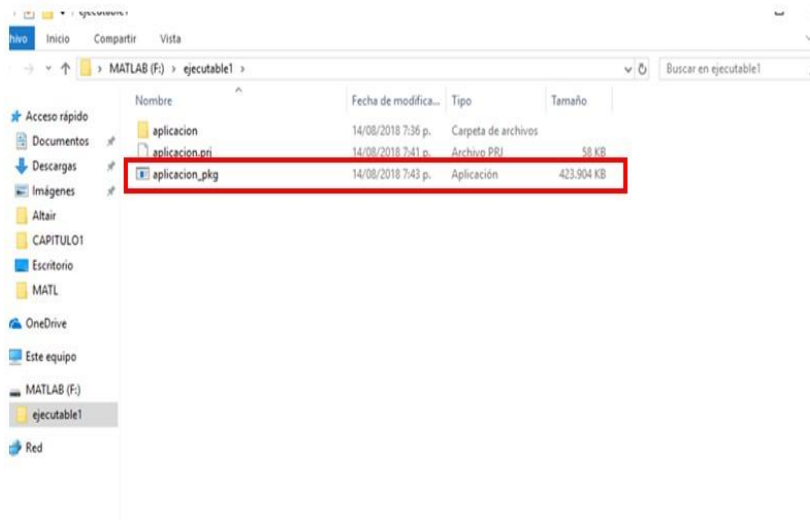 ejecutable1
hivo Inicio Compartir Vista
MATLAB (F:) > ejecutable1 >
Buscar en ejecutable1
Nombre Fecha de modifica... Tipo Tamaño
Acceso rápido
Documentos
Descargas
Imágenes
Altair
CAPITULO1
Escritorio
MATL
OneDrive
Este equipo
MATLAB (F:)
ejecutable1
Red
aplicacion 14/08/2018 7:36 p. Carpeta de archivos
aplicacion.prj 14/08/2018 7:41 p. Archivo PRJ 58 KB
aplicacion_pkg 14/08/2018 7:43 p. Aplicación 423.904 KB